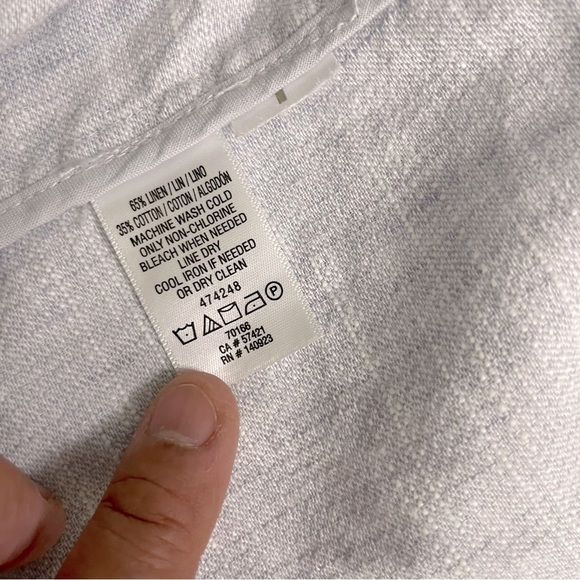 65% LINEN / LIN / LINO
35% COTTON / COTON / ALGODÓN
MACHINE WASH COLD
ONLY NON-CHLORINE
BLEACH WHEN NEEDED
LINE DRY
COOL IRON IF NEEDED
OR DRY CLEAN
474248
P
70166
CA # 57421
RN # 140923